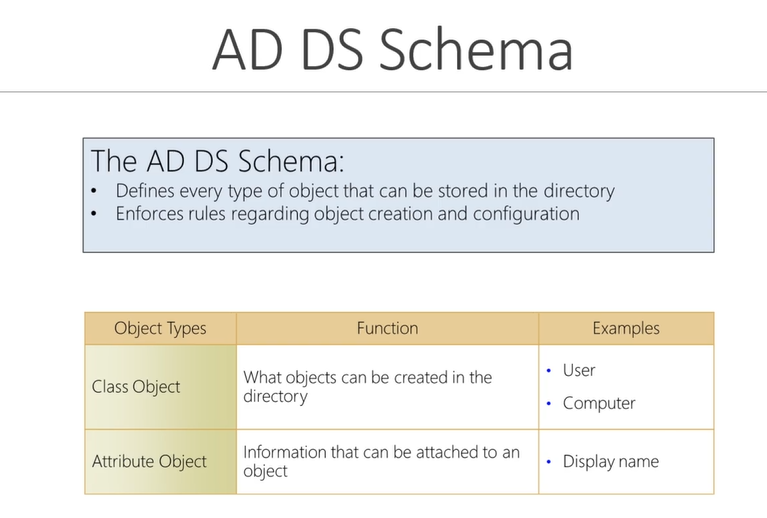 AD DS Schema
The AD DS Schema:
• Defines every type of object that can be stored in the directory
• Enforces rules regarding object creation and configuration
Object Types Function Examples
Class Object
What objects can be created in the
directory
• User
• Computer
Attribute Object
Information that can be attached to an
object
• Display name